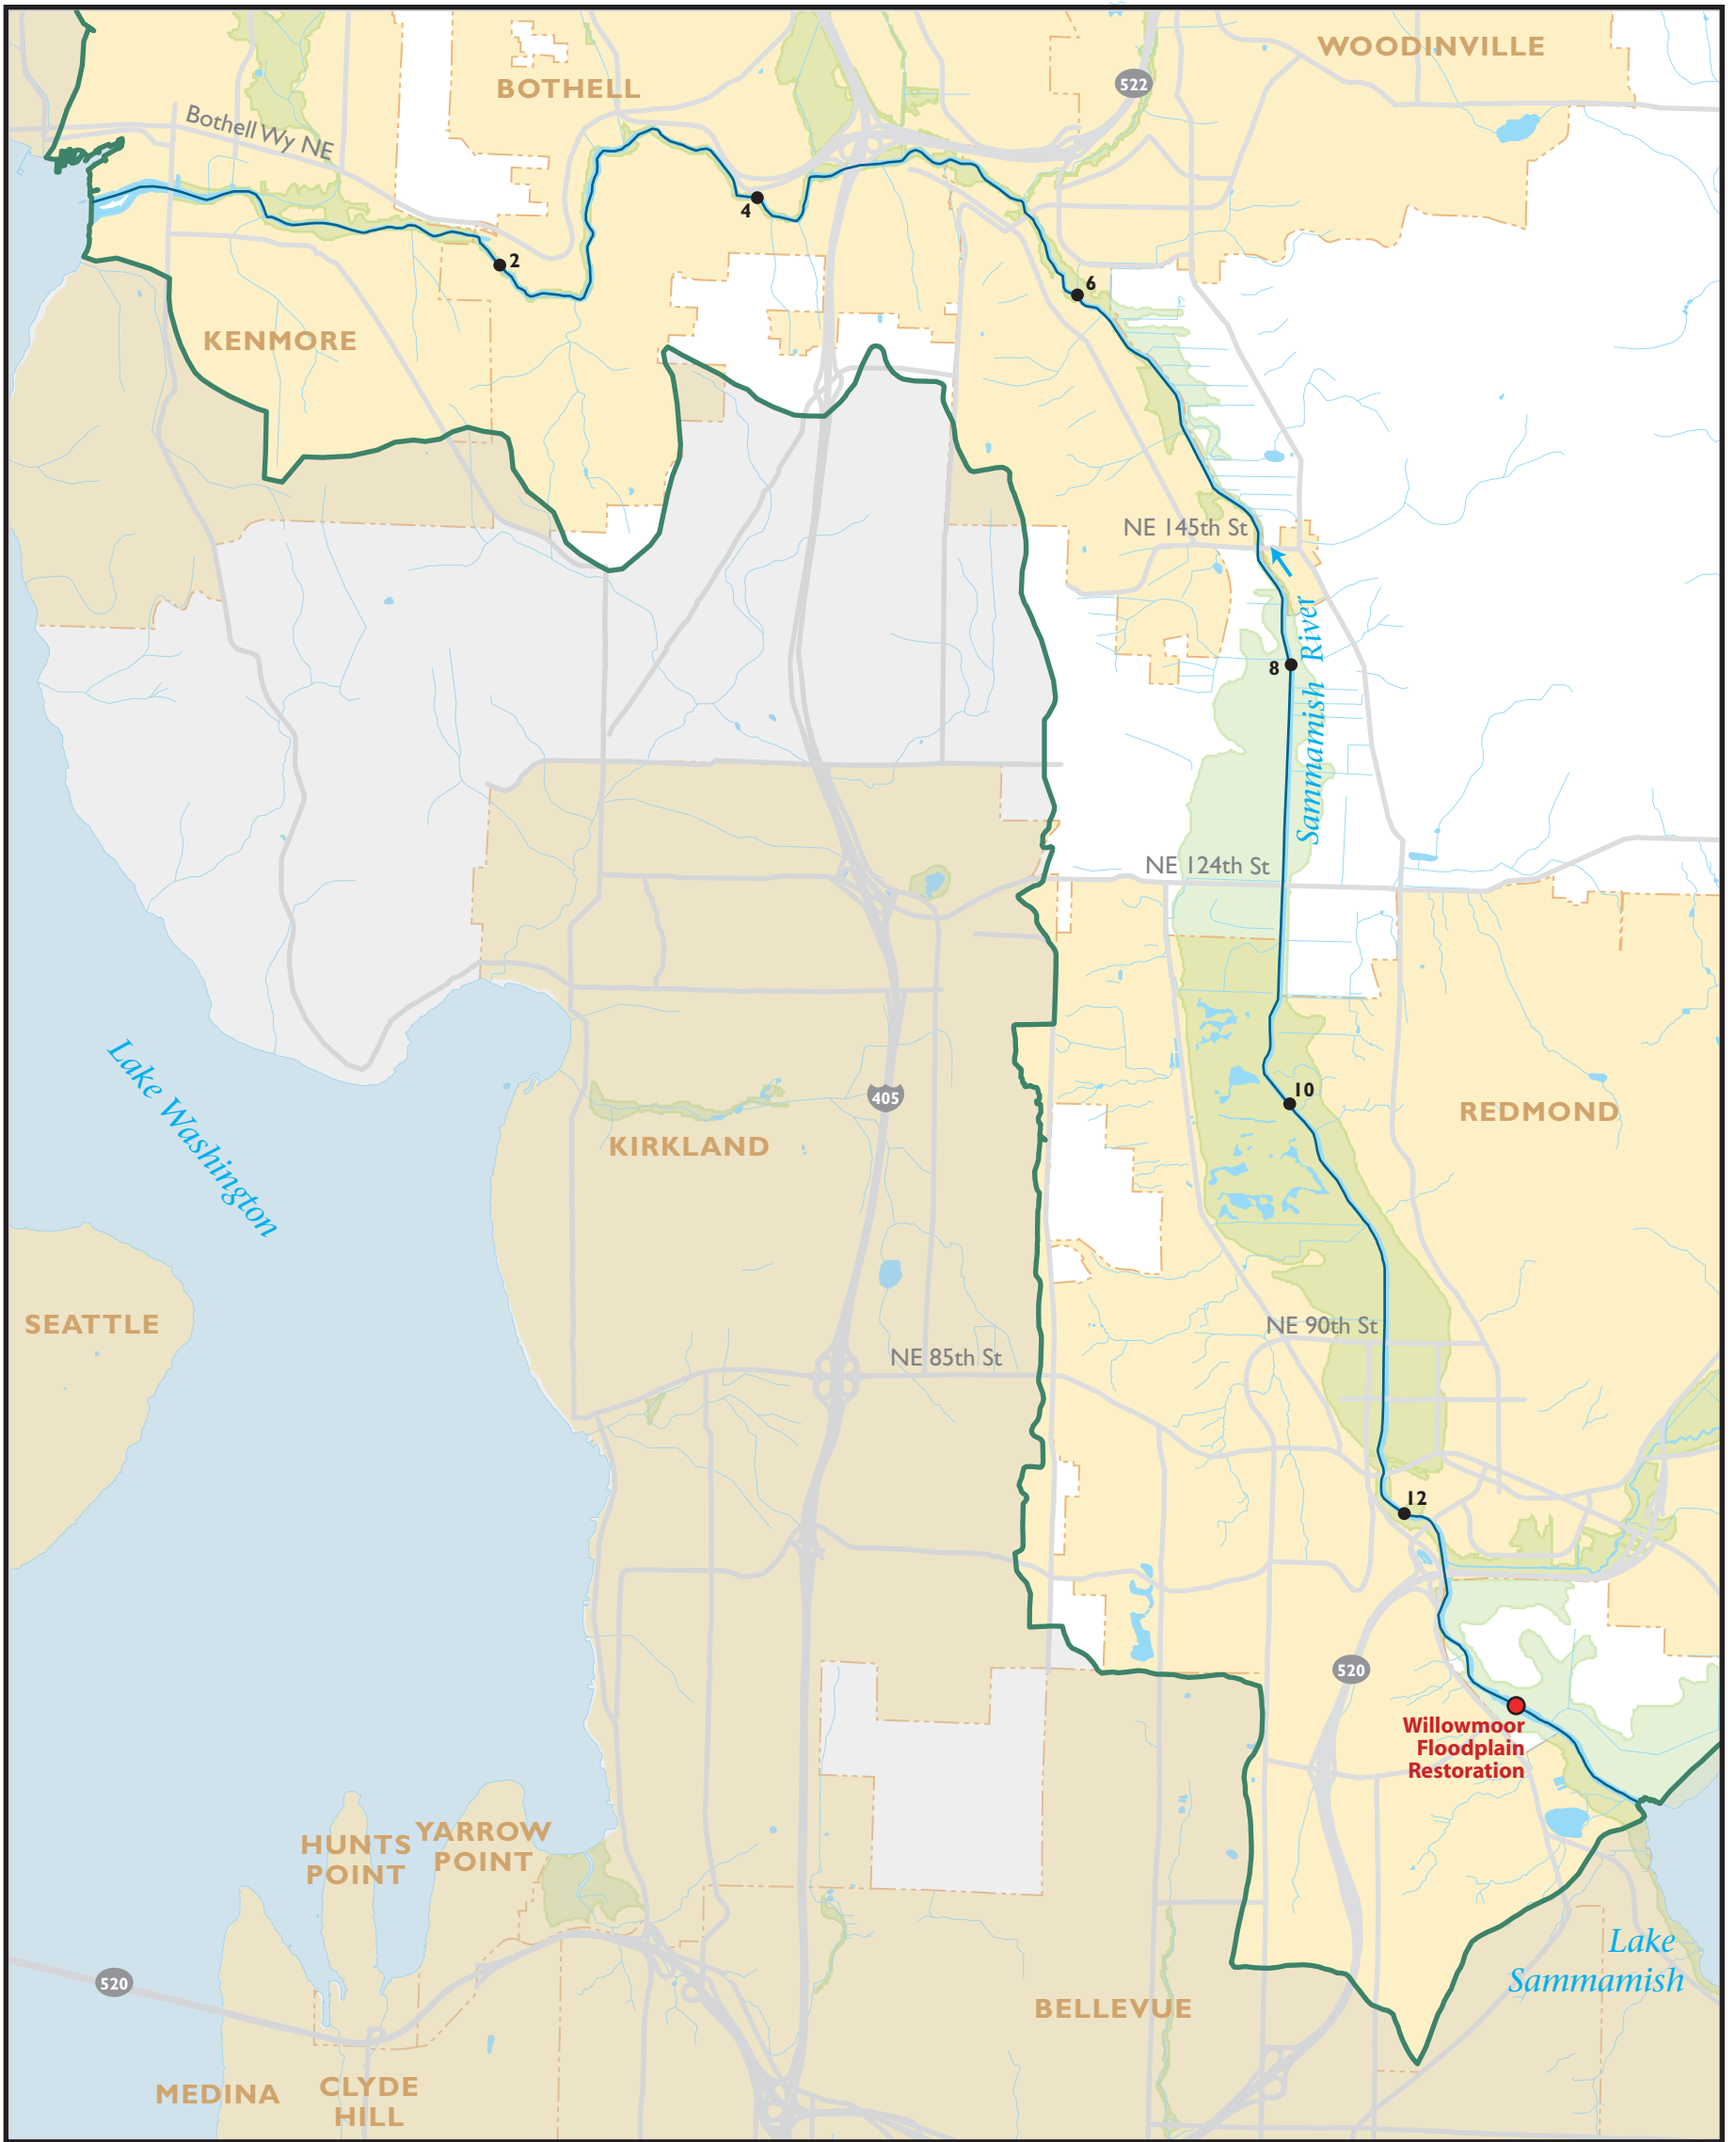 WOODINVILLE
BOTHELL
522
Bothell Wy NE
4
2
6
KENMORE
NE 145th St
8
Sammamish River
NE 124th St
Lake Washington
10
405
REDMOND
KIRKLAND
SEATTLE
NE 90th St
NE 85th St
12
520
Willowmoor
Floodplain
Restoration
HUNTS
POINT
YARROW
POINT
Lake
Sammamish
520
BELLEVUE
MEDINA
CLYDE
HILL